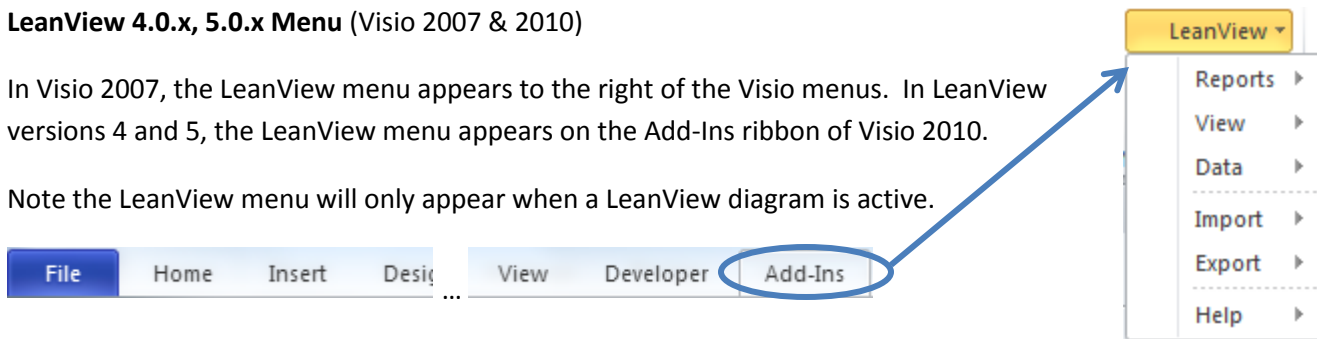 LeanView 4.0.x, 5.0.x Menu (Visio 2007 & 2010)
In Visio 2007, the LeanView menu appears to the right of the Visio menus. In LeanView
versions 4 and 5, the LeanView menu appears on the Add-Ins ribbon of Visio 2010.
Note the LeanView menu will only appear when a LeanView diagram is active.
File Home Insert Desig ... View Developer Add-Ins
LeanView
Reports
View
Data
Import
Export
Help